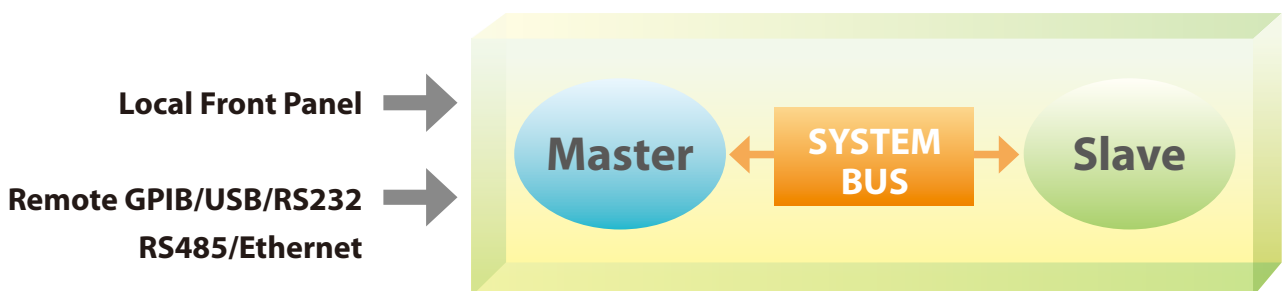 Local Front Panel
Remote GPIB/USB/RS232
RS485/Ethernet
Master
SYSTEM
BUS
Slave